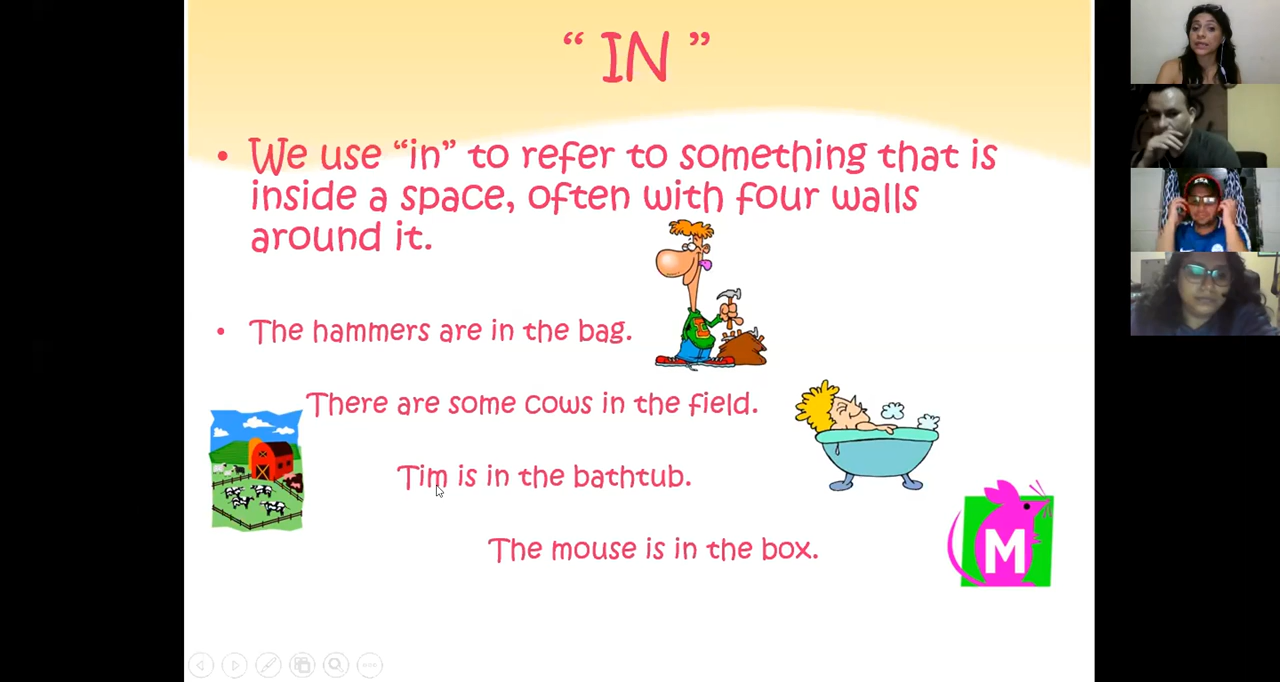 “ IN ”
• We use “in” to refer to something that is
inside a space, often with four walls
around it.
• The hammers are in the bag.
There are some cows in the field.
Tim is in the bathtub.
The mouse is in the box.
M